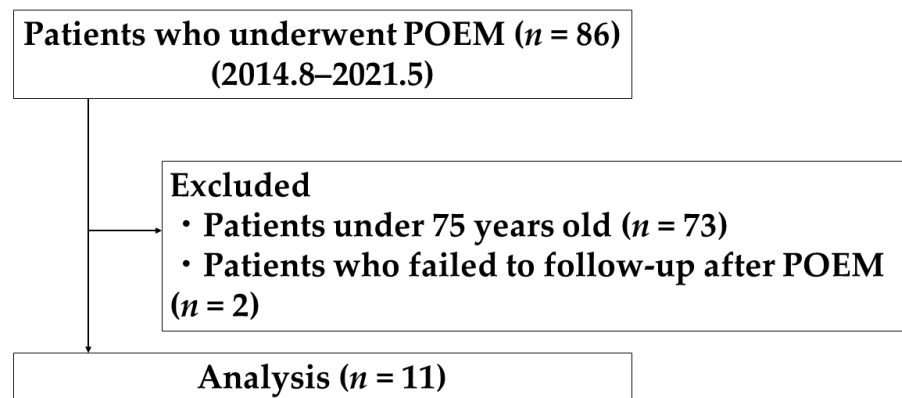 Patients who underwent POEM (n = 86)
(2014.8–2021.5)
Excluded
・Patients under 75 years old (n = 73)
・Patients who failed to follow-up after POEM
(n = 2)
Analysis (n = 11)